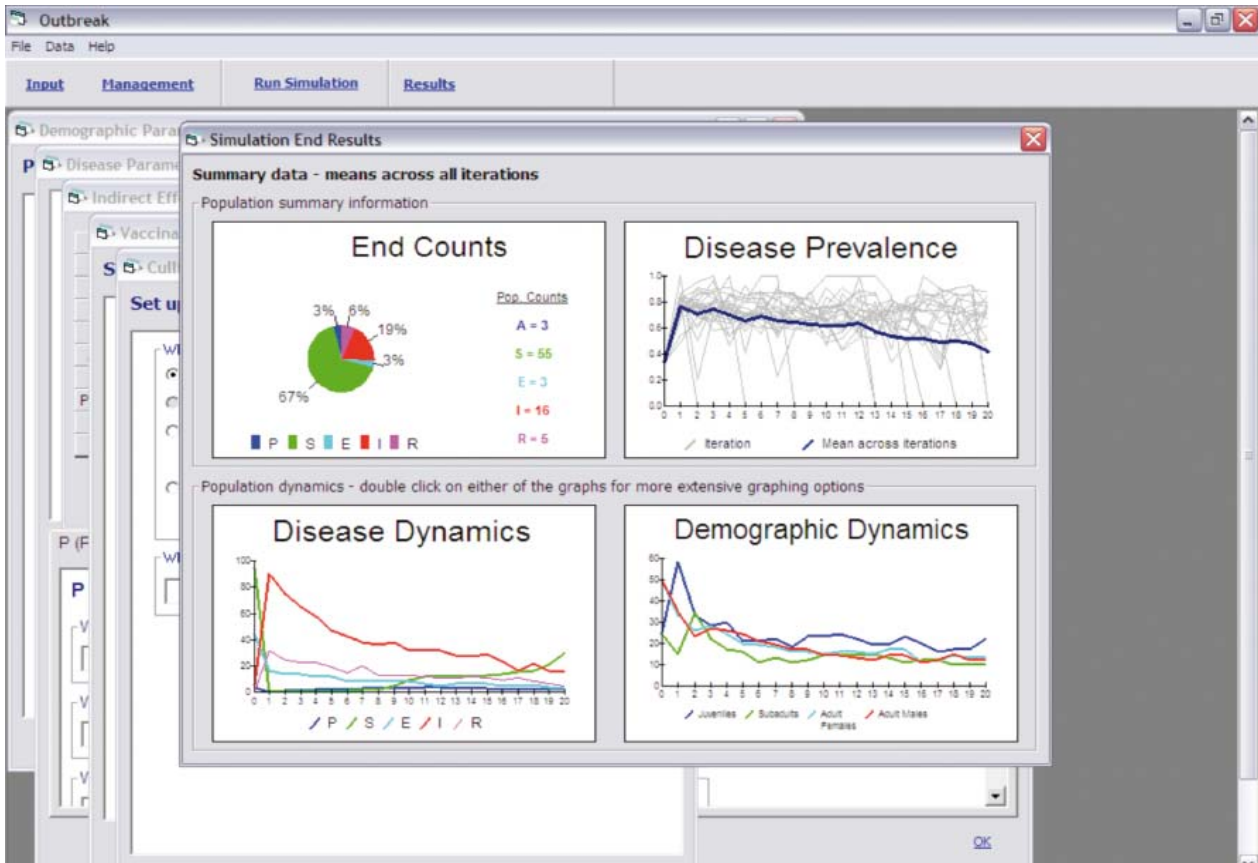 Outbreak
File Data Help
Input Management Run Simulation Results
Demographic Para
P
Disease Parame
Indirect Eff
Vaccina
S
Cult
Set u
Simulation End Results
Summary data - means across all iterations
Population summary information
End Counts
3% 6%
19%
3%
67%
Pop. Counts
A = 3
S = 55
E = 3
I = 16
R = 5
P S E I R
Disease Prevalence
1.0
0.8
0.6
0.4
0.2
0.0
0 1 2 3 4 5 6 7 8 9 10 11 12 13 14 15 16 17 18 19 20
Iteration Mean across iterations
Population dynamics - double click on either of the graphs for more extensive graphing options
Disease Dynamics
100
80
60
40
20
0
0 1 2 3 4 5 6 7 8 9 10 11 12 13 14 15 16 17 18 19 20
P S E I R
Demographic Dynamics
60
50
40
30
20
10
0
0 1 2 3 4 5 6 7 8 9 10 11 12 13 14 15 16 17 18 19 20
Juveniles Subadults Adult Females Adult Males
P
P (F
P
OK